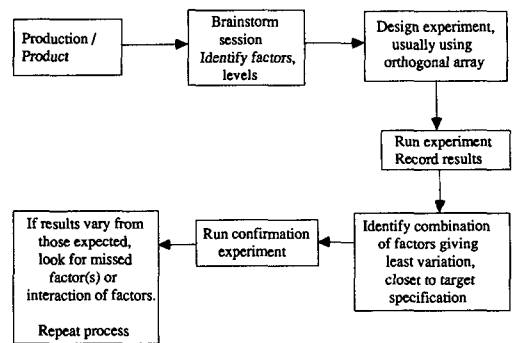 Production /
Product
Brainstorm
session
Identify factors,
levels
Design experiment,
usually using
orthogonal array
Run experiment
Record results
Identify combination
of factors giving
least variation,
closet to target
specification
Run confirmation
experiment
If results vary from
those expected,
look for missed
factor(s) or
interaction of factors.
Repeat process